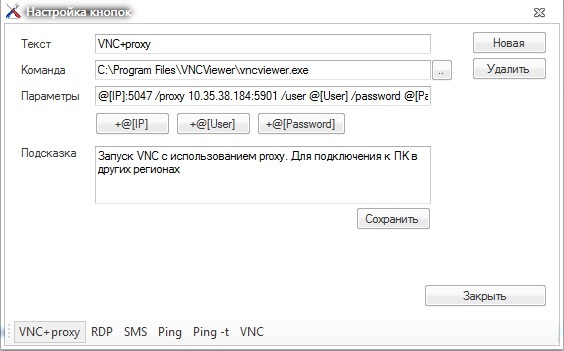 Настройка кнопок
Текст
VNC+proxy
Новая
Команда
C:\Program Files\VNCViewer\vncviewer.exe
..
Удалить
Параметры
@[IP]:5047 /proxy 10.35.38.184:5901 /user @[User] /password @[Pa
+@[IP]
+@[User]
+@[Password]
Подсказка
Запуск VNC с использованием proxy. Для подключения к ПК в
других регионах
Сохранить
Закрыть
VNC+proxy RDP SMS Ping Ping -t VNC